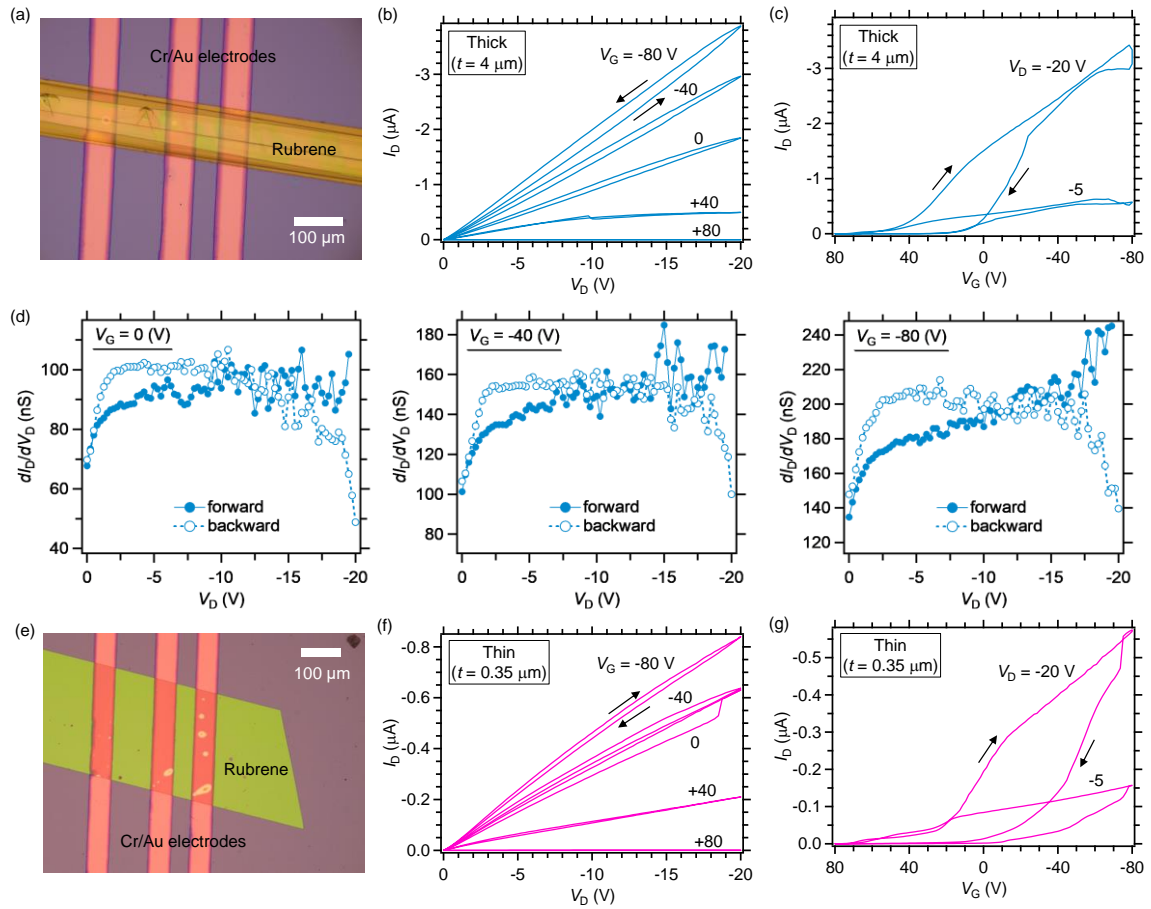 (a)
Cr/Au electrodes
Rubrene
100 μm
(b)
Thick
(t = 4 μm)
VG = -80 V
-40
0
+40
+80
-3
-2
-1
0
ID (μA)
0
-5
-10
-15
-20
VD (V)
(c)
Thick
(t = 4 μm)
VD = -20 V
-5
-3
-2
-1
0
ID (μA)
80
40
0
-40
-80
VG (V)
(d)
VG = 0 (V)
100
80
60
40
dID/dVD (nS)
forward
backward
0
-5
-10
-15
-20
VD (V)
VG = -40 (V)
180
160
140
120
100
80
dID/dVD (nS)
forward
backward
0
-5
-10
-15
-20
VD (V)
VG = -80 (V)
240
220
200
180
160
140
120
dID/dVD (nS)
forward
backward
0
-5
-10
-15
-20
VD (V)
(e)
100 μm
Rubrene
Cr/Au electrodes
(f)
Thin
(t = 0.35 μm)
VG = -80 V
-40
0
+40
+80
-0.8
-0.6
-0.4
-0.2
0.0
ID (μA)
0
-5
-10
-15
-20
VD (V)
(g)
Thin
(t = 0.35 μm)
VD = -20 V
-5
-0.5
-0.4
-0.3
-0.2
-0.1
0.0
ID (μA)
80
40
0
-40
-80
VG (V)